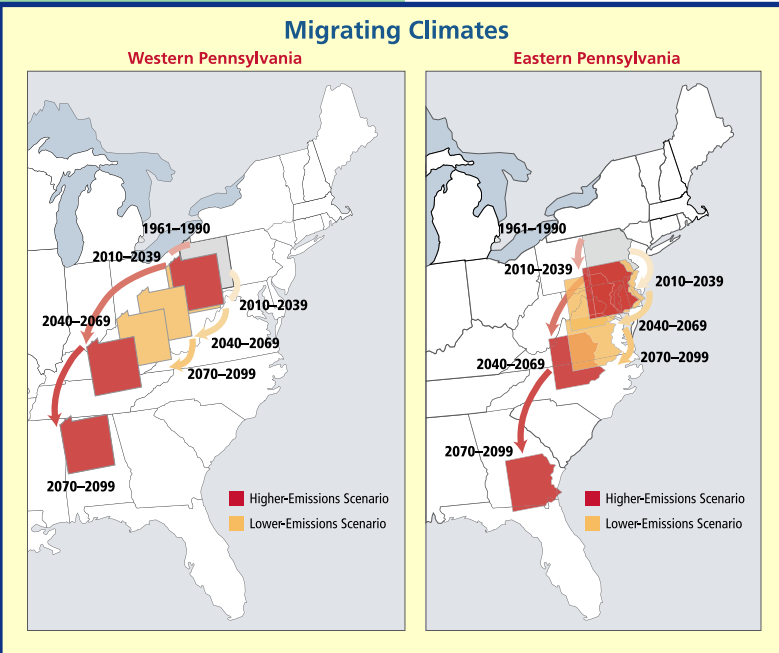 Migrating Climates
Western Pennsylvania
1961–1990
2010–2039
2040–2069
2070–2099
2010–2039
2040–2069
2070–2099
Higher-Emissions Scenario
Lower-Emissions Scenario
Eastern Pennsylvania
1961–1990
2010–2039
2040–2069
2070–2099
2010–2039
2040–2069
2070–2099
Higher-Emissions Scenario
Lower-Emissions Scenario